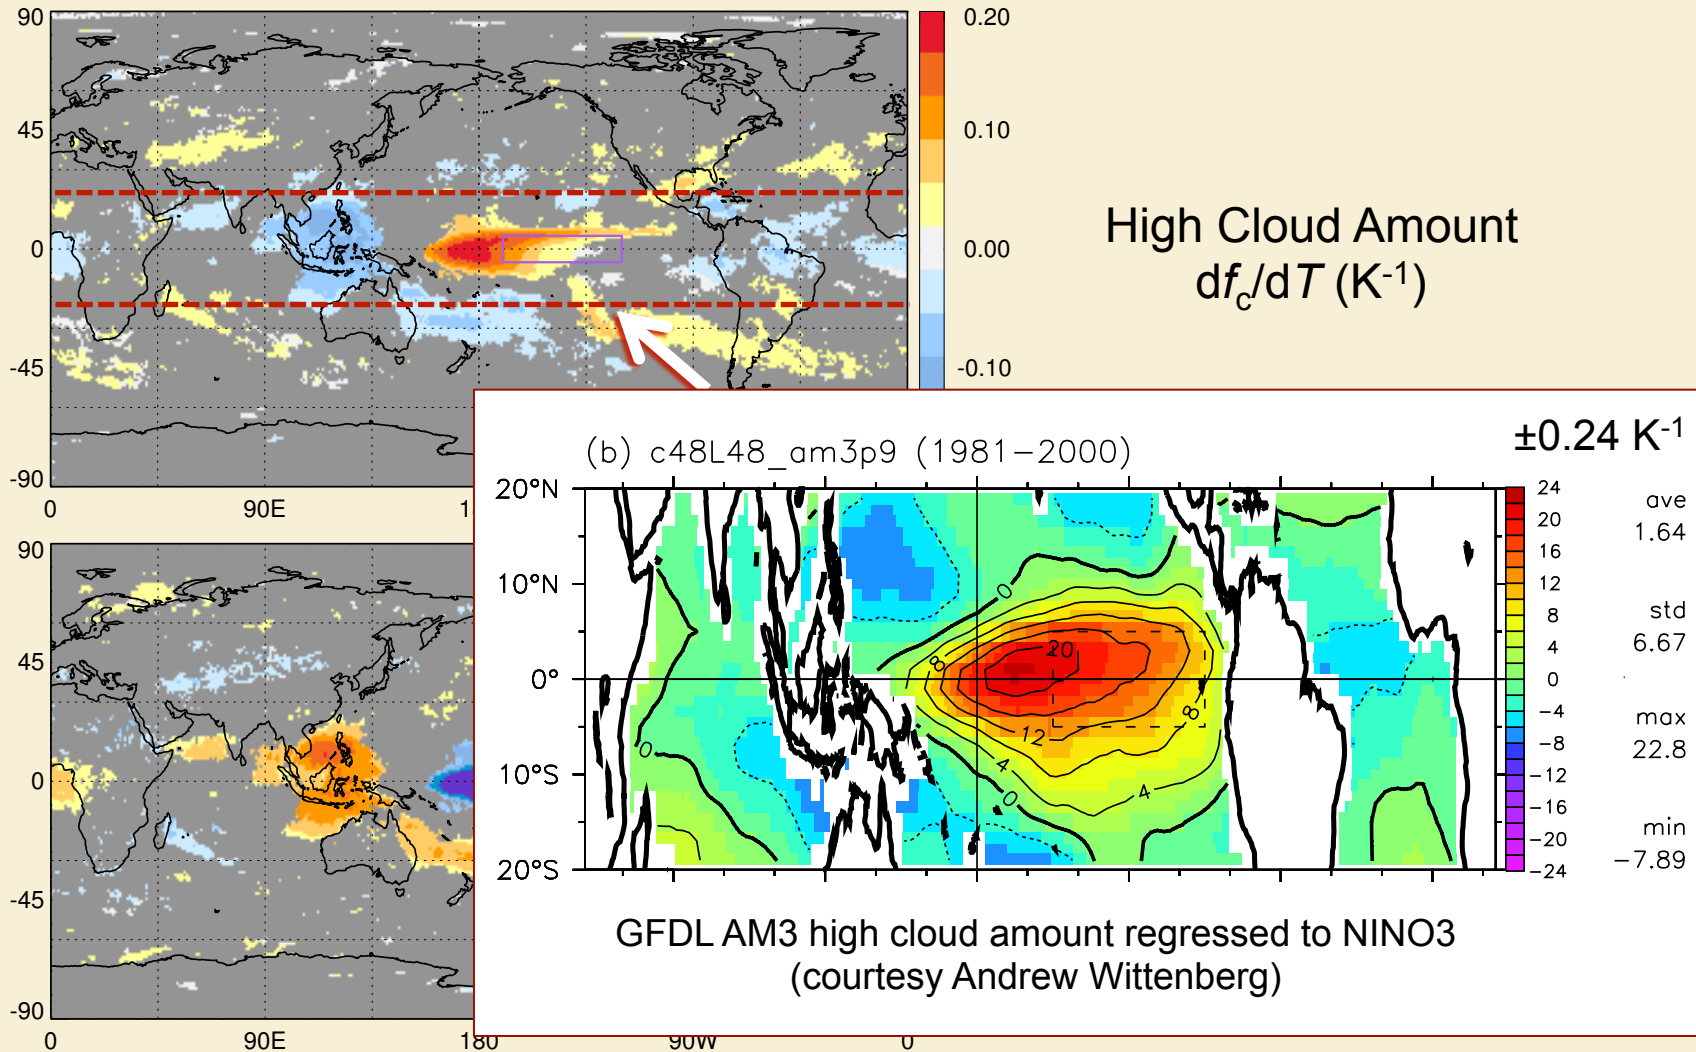 90
45
0
-45
-90
0
90E
0.20
0.10
0.00
-0.10
High Cloud Amount
dfc/dT (K-1)
±0.24 K-1
(b) c48L48_am3p9 (1981-2000)
20°N
10°N
0°
10°S
20°S
0
8
20
12
8
4
0
4
0
24
20
16
12
8
4
0
-4
-8
-12
-16
-20
-24
ave
1.64
std
6.67
max
22.8
min
-7.89
GFDL AM3 high cloud amount regressed to NINO3
(courtesy Andrew Wittenberg)
90
45
0
-45
-90
0
90E
180
90W
0